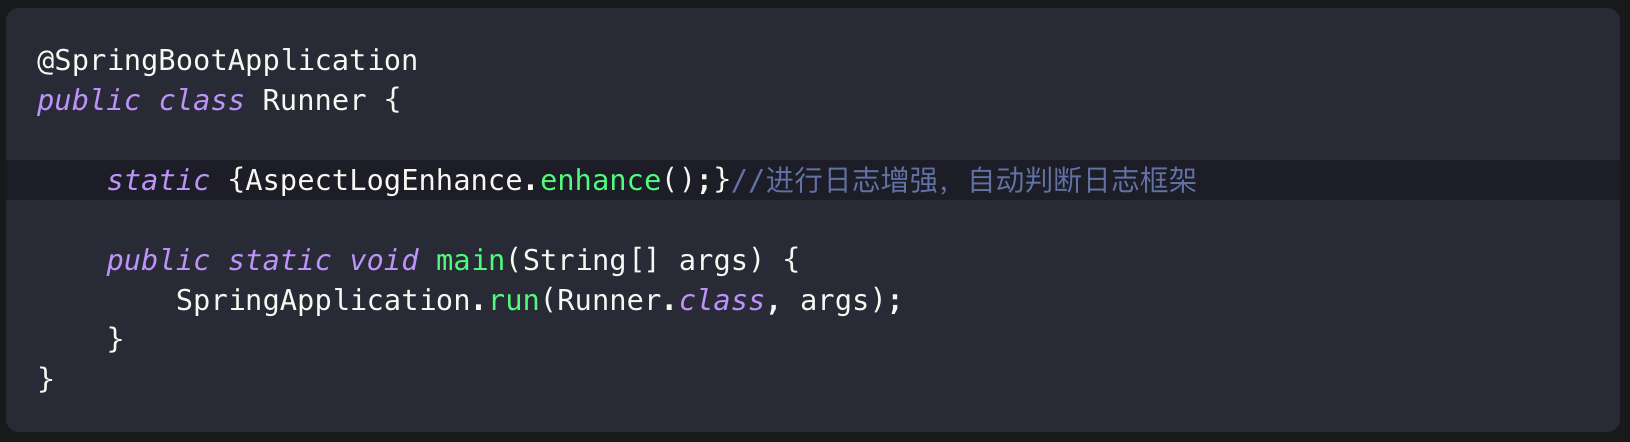 @SpringBootApplication
public class Runner {
    static {AspectLogEnhance.enhance();}//进行日志增强，自动判断日志框架
    public static void main(String[] args) {
        SpringApplication.run(Runner.class, args);
    }
}